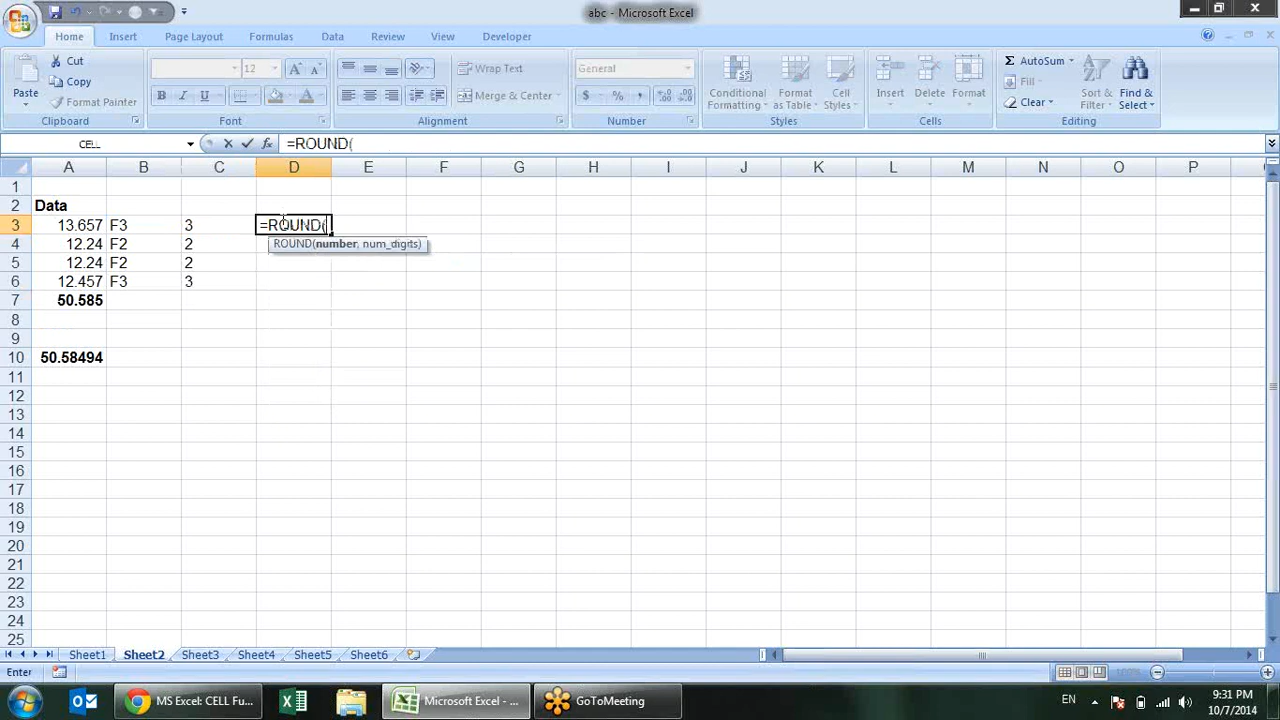 abc - Microsoft Excel
Home Insert Page Layout Formulas Data Review View Developer
Paste
Cut
Copy
Format Painter
Clipboard
12
A A
B I U
A
Font
Wrap Text
Merge & Center
Alignment
General
$ % ,
Number
Conditional Formatting
Format as Table
Cell Styles
Styles
Insert
Delete
Format
Cells
AutoSum
Fill
Clear
Sort & Filter
Find & Select
Editing
CELL fx =ROUND(
A B C D E F G H I J K L M N O P
1
2 Data
3 13.657 F3 3 =ROUND(
ROUND(number, num_digits)
4 12.24 F2 2
5 12.24 F2 2
6 12.457 F3 3
7 50.585
8
9
10 50.58494
11
12
13
14
15
16
17
18
19
20
21
22
23
24
25
Sheet1 Sheet2 Sheet3 Sheet4 Sheet5 Sheet6
Enter
MS Excel: CELL Fu... Microsoft Excel - ... GoToMeeting EN 9:31 PM
10/7/2014